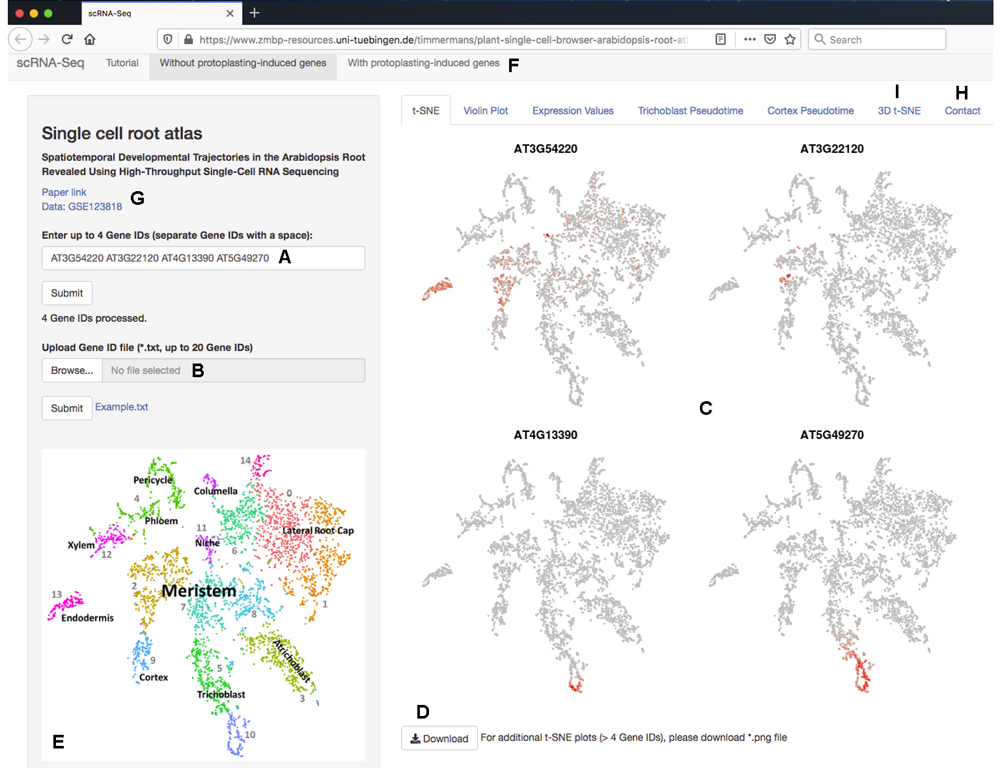 scRNA-Seq
https://www.zmbp-resources.uni-tuebingen.de/timmermans/plant-single-cell-browser-arabidopsis-root-atl
Search
scRNA-Seq Tutorial Without protoplasting-induced genes With protoplasting-induced genes F
I H
t-SNE Violin Plot Expression Values Trichoblast Pseudotime Cortex Pseudotime 3D t-SNE Contact
Single cell root atlas
Spatiotemporal Developmental Trajectories in the Arabidopsis Root
Revealed Using High-Throughput Single-Cell RNA Sequencing
Paper link
Data: GSE123818
G
Enter up to 4 Gene IDs (separate Gene IDs with a space):
AT3G54220 AT3G22120 AT4G13390 AT5G49270 A
Submit
4 Gene IDs processed.
Upload Gene ID file (*.txt, up to 20 Gene IDs)
Browse... No file selected B
Submit Example.txt
14
Pericycle
Columella
0
4
Phloem
11
Lateral Root Cap
Xylem
Niche
12
6
2
Meristem
13
7
8
1
Endodermis
9
5
Atrichoblast
Cortex
Trichoblast
3
10
E
AT3G54220 AT3G22120
C
AT4G13390 AT5G49270
D
Download For additional t-SNE plots (> 4 Gene IDs), please download *.png file